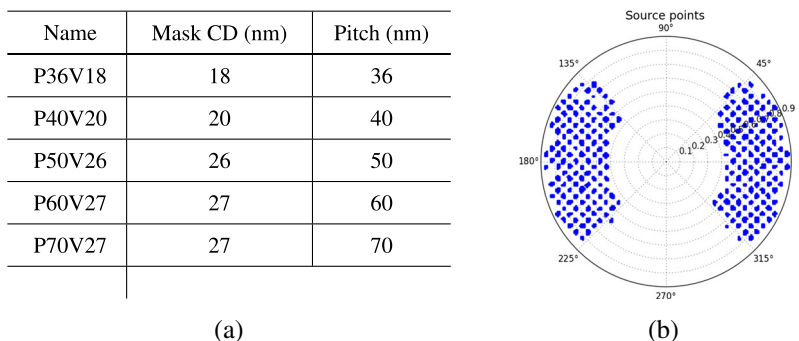 Name Mask CD (nm) Pitch (nm)
P36V18 18 36
P40V20 20 40
P50V26 26 50
P60V27 27 60
P70V27 27 70
(a)
Source points
90°
135° 45°
0.9
0.8
0.1 0.2 0.3
180°
225° 315°
270°
(b)